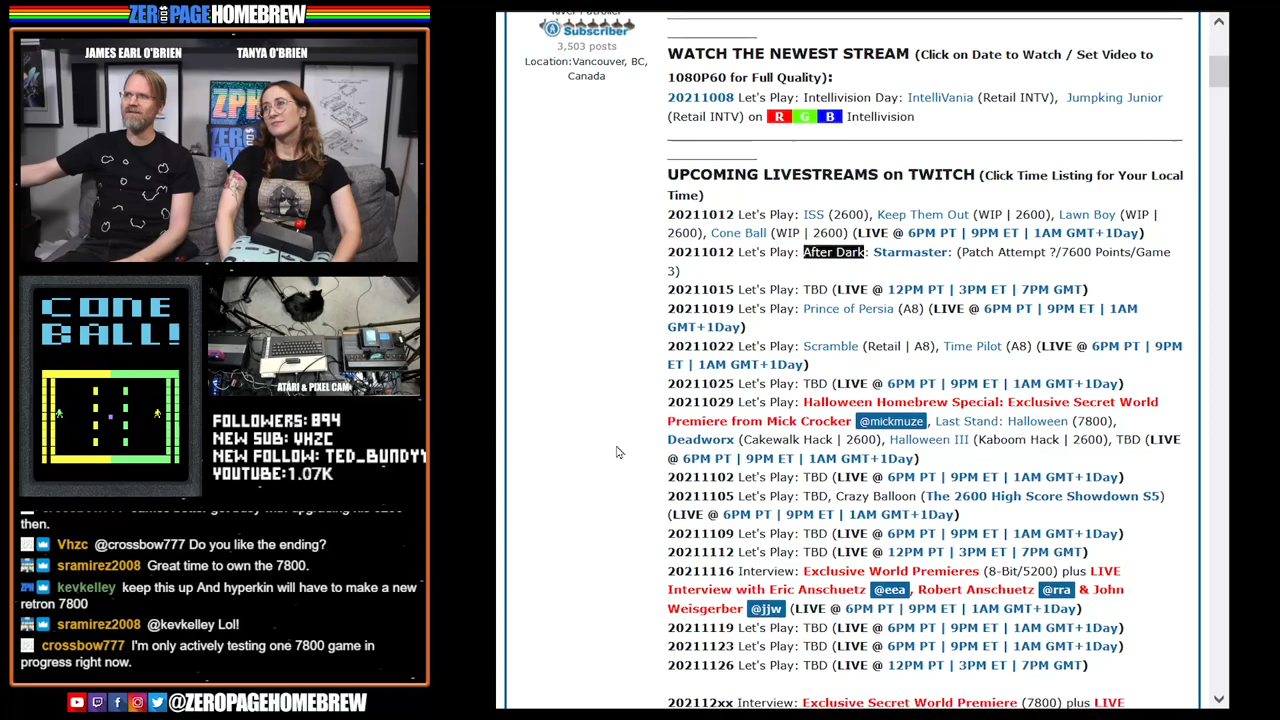 ZERO PAGE HOMEBREW
JAMES EARL O'BRIEN
TANYA O'BRIEN
ZPH
CONE
BALL!
ATARI & PIXEL CAM
FOLLOWERS: 894
NEW SUB: VHZC
NEW FOLLOW: TED_BUNDYY
YOUTUBE:1.07K
then.
Vhzc @crossbow777 Do you like the ending?
sramirez2008 Great time to own the 7800.
ZPH kevkelley keep this up And hyperkin will have to make a new
retron 7800
sramirez2008 @kevkelley Lol!
crossbow777 I'm only actively testing one 7800 game in
progress right now.
@ZEROPAGEHOMEBREW
Subscriber
3,503 posts
Location:Vancouver, BC,
Canada
WATCH THE NEWEST STREAM (Click on Date to Watch / Set Video to
1080P60 for Full Quality):
20211008 Let's Play: Intellivision Day: IntelliVania (Retail INTV), Jumpking Junior
(Retail INTV) on R G B Intellivision
UPCOMING LIVESTREAMS on TWITCH (Click Time Listing for Your Local
Time)
20211012 Let's Play: ISS (2600), Keep Them Out (WIP | 2600), Lawn Boy (WIP |
2600), Cone Ball (WIP | 2600) (LIVE @ 6PM PT | 9PM ET | 1AM GMT+1Day)
20211012 Let's Play: After Dark: Starmaster: (Patch Attempt ?/7600 Points/Game
3)
20211015 Let's Play: TBD (LIVE @ 12PM PT | 3PM ET | 7PM GMT)
20211019 Let's Play: Prince of Persia (A8) (LIVE @ 6PM PT | 9PM ET | 1AM
GMT+1Day)
20211022 Let's Play: Scramble (Retail | A8), Time Pilot (A8) (LIVE @ 6PM PT | 9PM
ET | 1AM GMT+1Day)
20211025 Let's Play: TBD (LIVE @ 6PM PT | 9PM ET | 1AM GMT+1Day)
20211029 Let's Play: Halloween Homebrew Special: Exclusive Secret World
Premiere from Mick Crocker @mickmuze, Last Stand: Halloween (7800),
Deadworx (Cakewalk Hack | 2600), Halloween III (Kaboom Hack | 2600), TBD (LIVE
@ 6PM PT | 9PM ET | 1AM GMT+1Day)
20211102 Let's Play: TBD (LIVE @ 6PM PT | 9PM ET | 1AM GMT+1Day)
20211105 Let's Play: TBD, Crazy Balloon (The 2600 High Score Showdown S5)
(LIVE @ 6PM PT | 9PM ET | 1AM GMT+1Day)
20211109 Let's Play: TBD (LIVE @ 6PM PT | 9PM ET | 1AM GMT+1Day)
20211112 Let's Play: TBD (LIVE @ 12PM PT | 3PM ET | 7PM GMT)
20211116 Interview: Exclusive World Premieres (8-Bit/5200) plus LIVE
Interview with Eric Anschuetz @eea, Robert Anschuetz @rra & John
Weisgerber @jjw (LIVE @ 6PM PT | 9PM ET | 1AM GMT+1Day)
20211119 Let's Play: TBD (LIVE @ 6PM PT | 9PM ET | 1AM GMT+1Day)
20211123 Let's Play: TBD (LIVE @ 6PM PT | 9PM ET | 1AM GMT+1Day)
20211126 Let's Play: TBD (LIVE @ 12PM PT | 3PM ET | 7PM GMT)
202112xx Interview: Exclusive Secret World Premiere (7800) plus LIVE